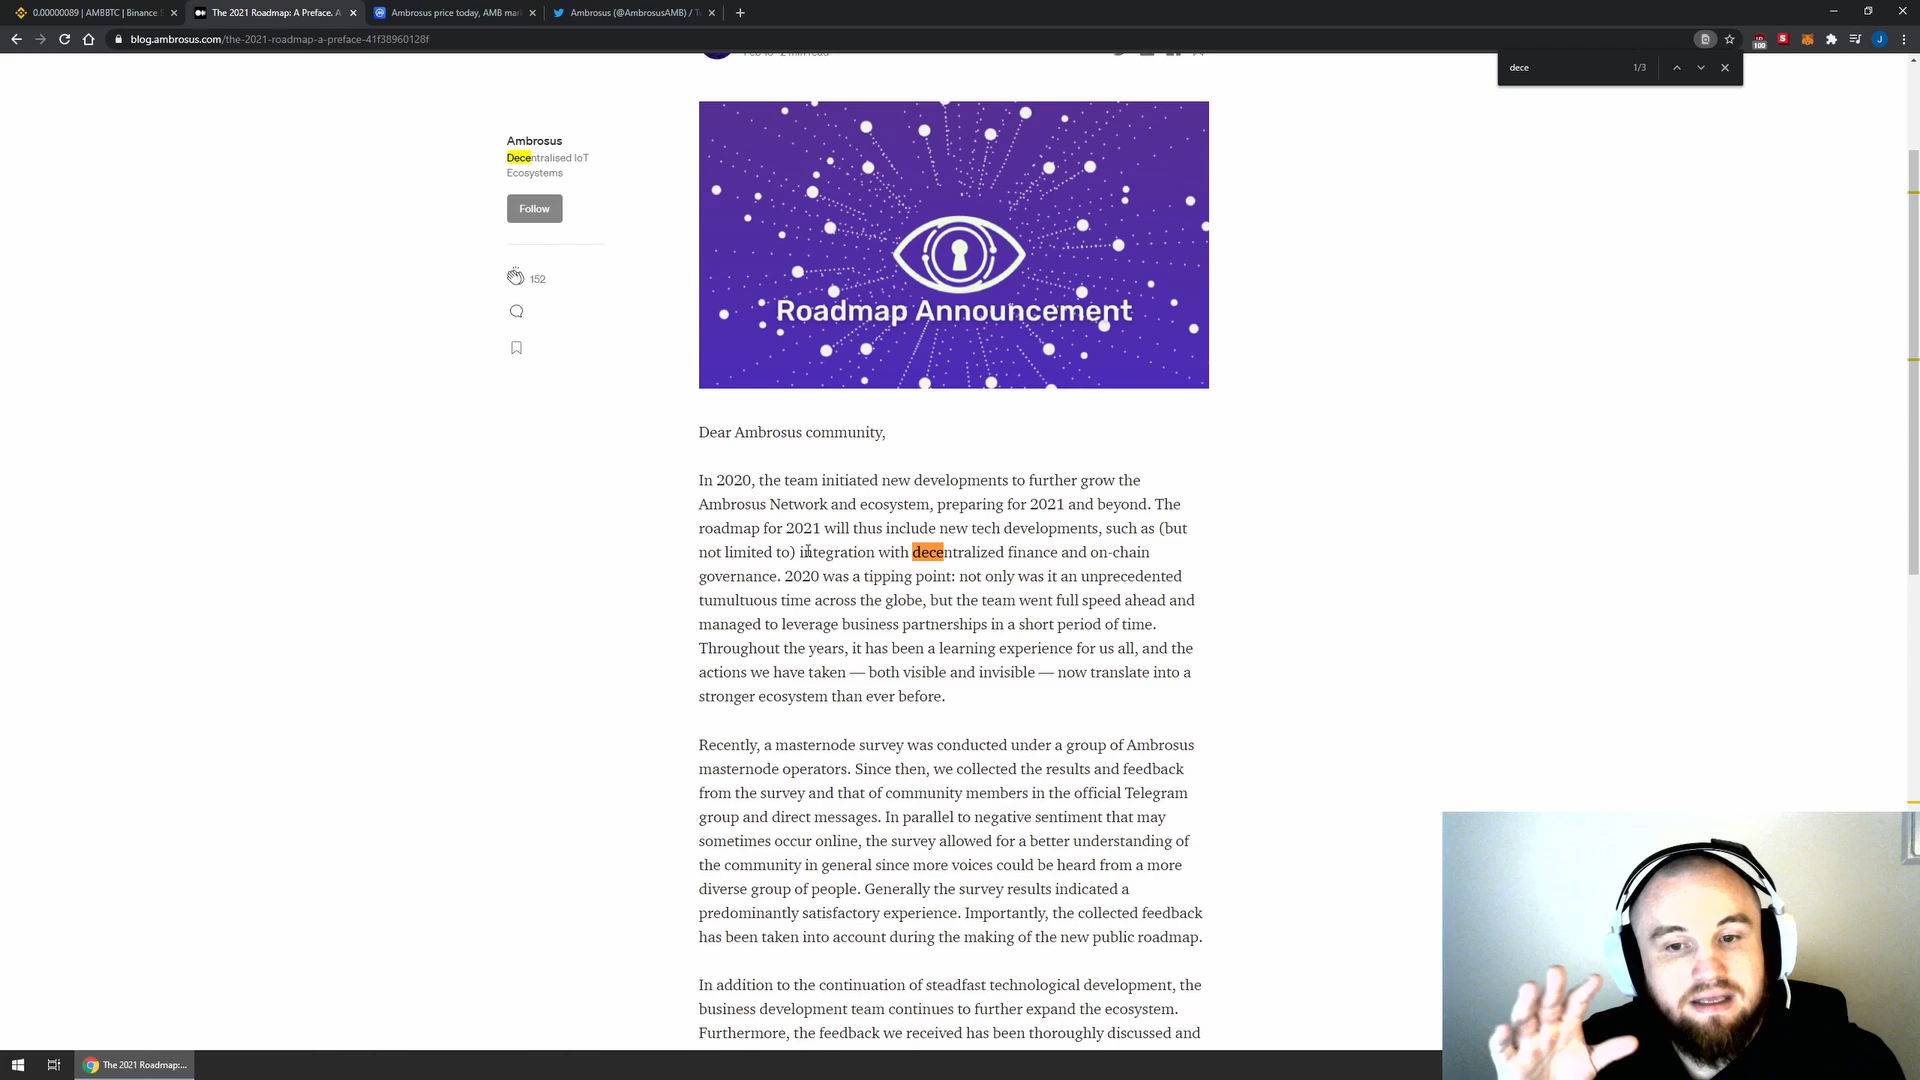 0.00000089 | AMBBTC | Binance
The 2021 Roadmap: A Preface. A
Ambrosus price today, AMB mar
Ambrosus (@AmbrosusAMB) / T
blog.ambrosus.com/the-2021-roadmap-a-preface-41f38960128f
100
J
dece
1/3
Ambrosus
Decentralised IoT
Ecosystems
Follow
152
Roadmap Announcement
Dear Ambrosus community,
In 2020, the team initiated new developments to further grow the
Ambrosus Network and ecosystem, preparing for 2021 and beyond. The
roadmap for 2021 will thus include new tech developments, such as (but
not limited to) integration with decentralized finance and on-chain
governance. 2020 was a tipping point: not only was it an unprecedented
tumultuous time across the globe, but the team went full speed ahead and
managed to leverage business partnerships in a short period of time.
Throughout the years, it has been a learning experience for us all, and the
actions we have taken — both visible and invisible — now translate into a
stronger ecosystem than ever before.
Recently, a masternode survey was conducted under a group of Ambrosus
masternode operators. Since then, we collected the results and feedback
from the survey and that of community members in the official Telegram
group and direct messages. In parallel to negative sentiment that may
sometimes occur online, the survey allowed for a better understanding of
the community in general since more voices could be heard from a more
diverse group of people. Generally the survey results indicated a
predominantly satisfactory experience. Importantly, the collected feedback
has been taken into account during the making of the new public roadmap.
In addition to the continuation of steadfast technological development, the
business development team continues to further expand the ecosystem.
Furthermore, the feedback we received has been thoroughly discussed and
The 2021 Roadmap:...